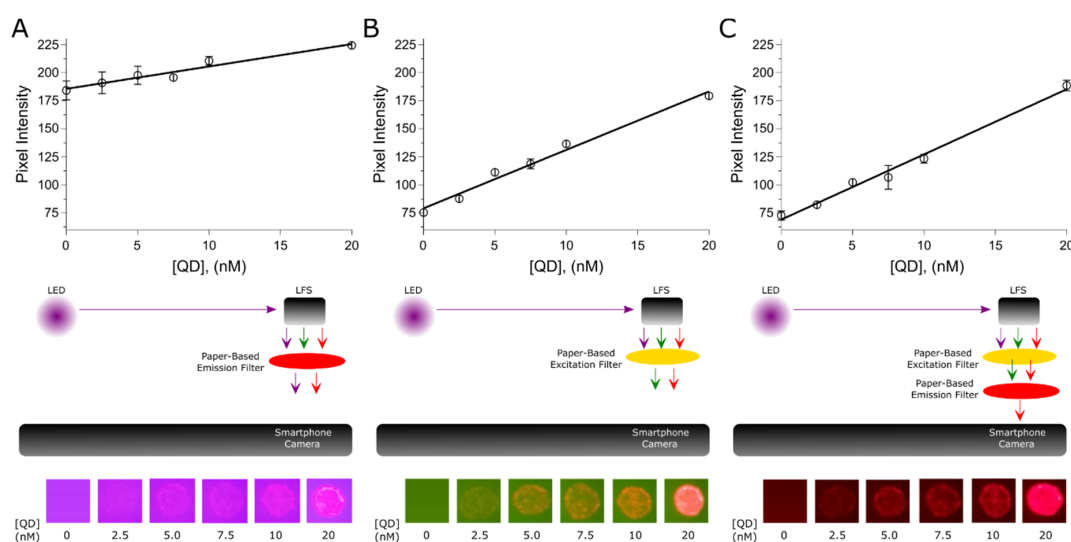 A
225
200
175
150
125
100
75
Pixel Intensity
0 5 10 15 20
[QD], (nM)
LED
LFS
Paper-Based
Emission Filter
Smartphone
Camera
[QD]
(nM)
0 2.5 5.0 7.5 10 20
B
225
200
175
150
125
100
75
Pixel Intensity
0 5 10 15 20
[QD], (nM)
LED
LFS
Paper-Based
Excitation Filter
Smartphone
Camera
[QD]
(nM)
0 2.5 5.0 7.5 10 20
C
225
200
175
150
125
100
75
Pixel Intensity
0 5 10 15 20
[QD], (nM)
LED
LFS
Paper-Based
Excitation Filter
Paper-Based
Emission Filter
Smartphone
Camera
[QD]
(nM)
0 2.5 5.0 7.5 10 20